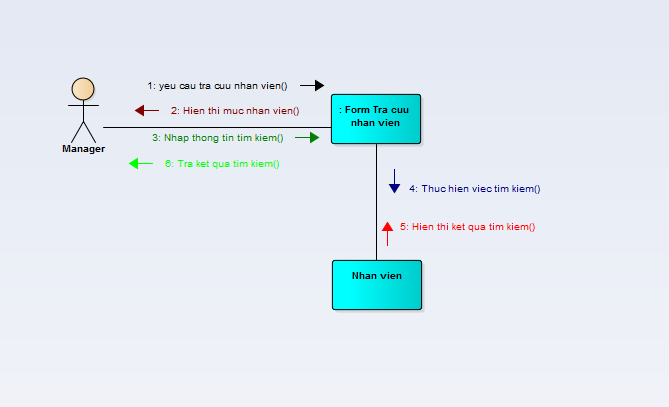 1: yeu cau tra cuu nhan vien()
: Form Tra cuu
nhan vien
2: Hien thi muc nhan vien()
3: Nhap thong tin tim kiem()
Manager
6: Tra ket qua tim kiem()
4: Thuc hien viec tim kiem()
5: Hien thi ket qua tim kiem()
Nhan vien